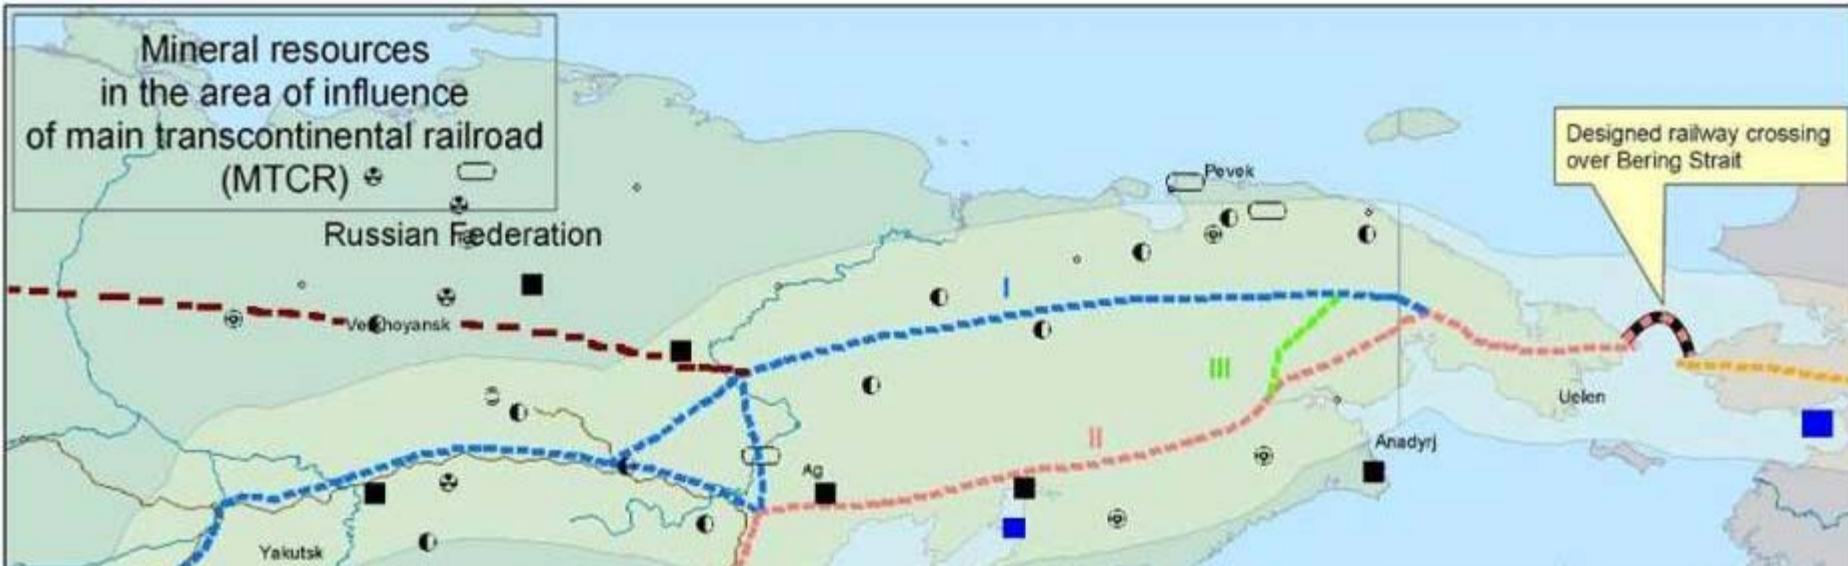 Mineral resources
in the area of influence
of main transcontinental railroad
(MTCR)
Russian Federation
Pevek
Designed railway crossing
over Bering Strait
I
Verkhoyansk
III
Uelen
II
Anadyrj
Ag
Yakutsk